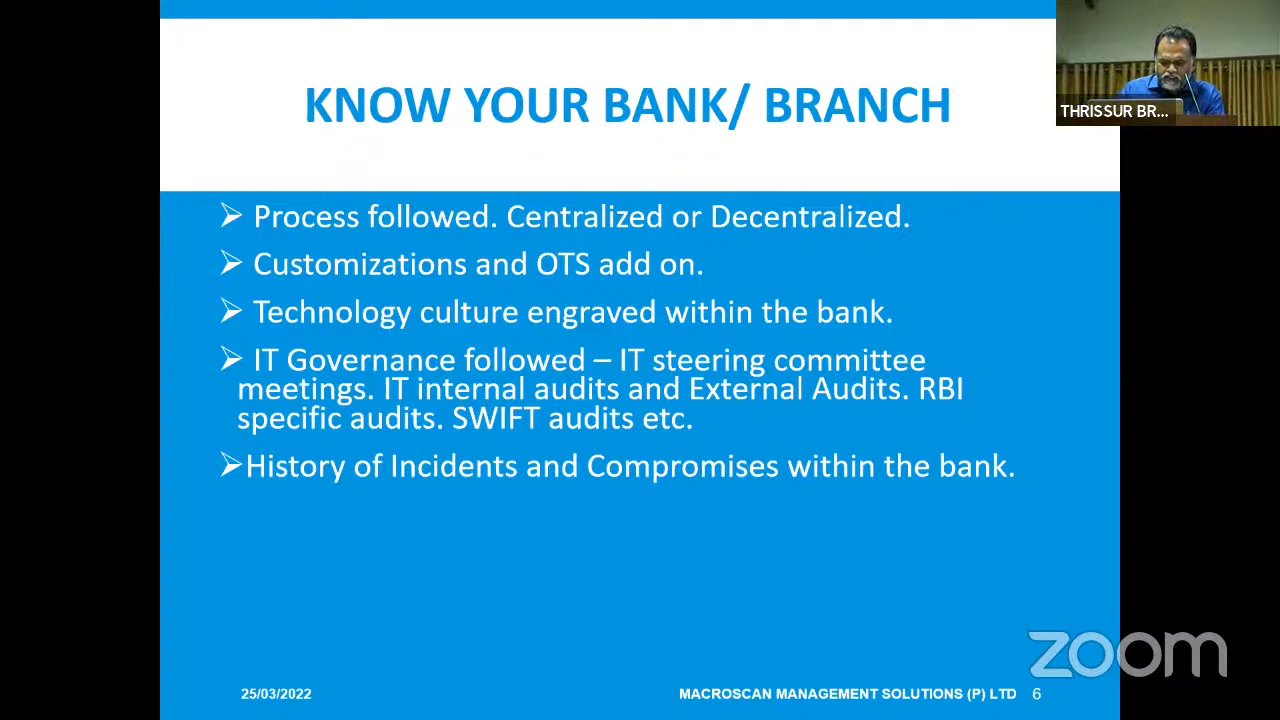 KNOW YOUR BANK/ BRANCH
THRISSUR BR...
➢ Process followed. Centralized or Decentralized.
➢ Customizations and OTS add on.
➢ Technology culture engraved within the bank.
➢ IT Governance followed – IT steering committee
meetings. IT internal audits and External Audits. RBI
specific audits. SWIFT audits etc.
➢History of Incidents and Compromises within the bank.
zoom
25/03/2022
MACROSCAN MANAGEMENT SOLUTIONS (P) LTD 6